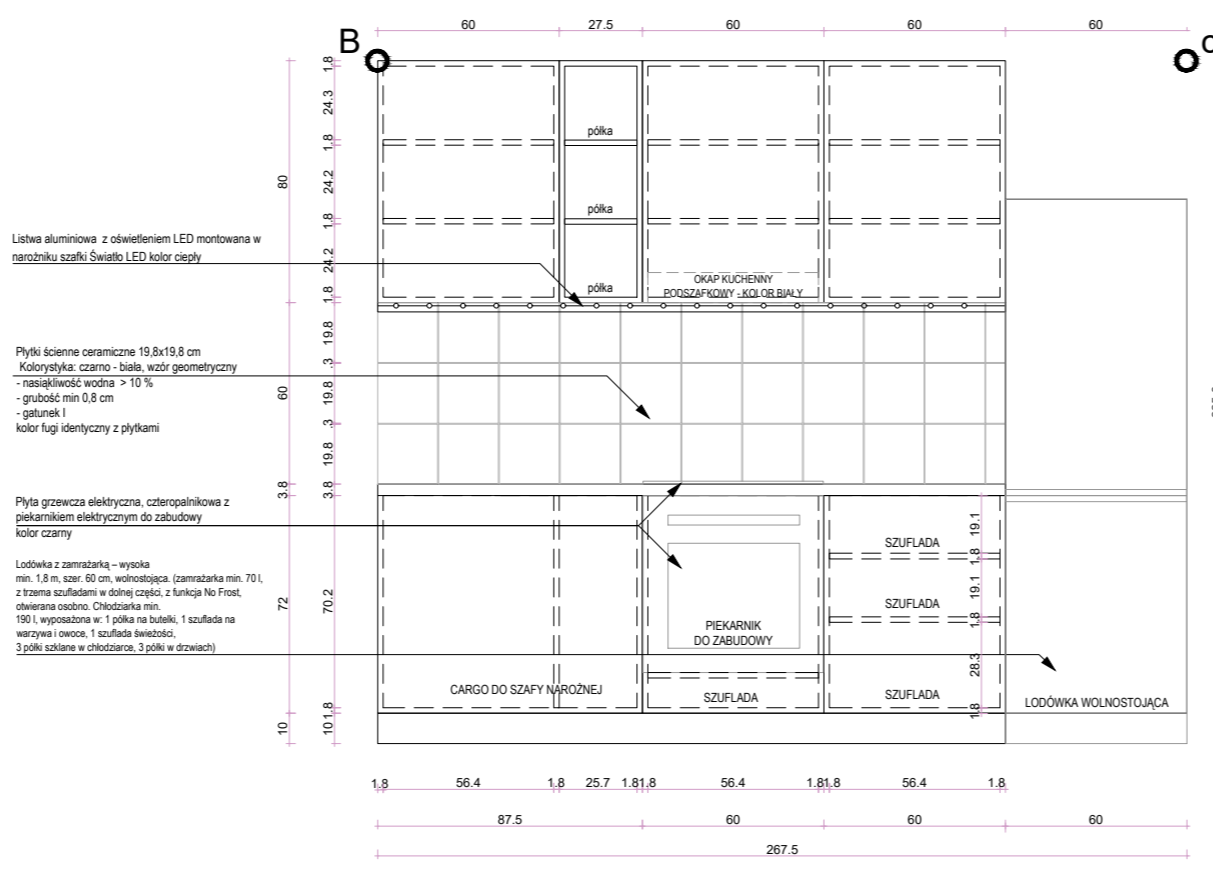 60 27.5 60 60 60
B
c
1.8
24.3
1.8
24.2
1.8
24.2
1.8
80
półka
półka
półka
OKAP KUCHENNY
PODSZAFKOWY - KOLOR BIAŁY
Listwa aluminiowa z oświetleniem LED montowana w
narożniku szafki Światło LED kolor ciepły
19.8
.3
19.8
.3
19.8
60
Płytki ścienne ceramiczne 19,8x19,8 cm
Kolorystyka: czarno - biała, wzór geometryczny
- nasiąkliwość wodna > 10 %
- grubość min 0,8 cm
- gatunek I
kolor fugi identyczny z płytkami
3.8
3.8
Płyta grzewcza elektryczna, czteropalnikowa z
piekarnikiem elektrycznym do zabudowy
kolor czarny
Lodówka z zamrażarką – wysoka
min. 1,8 m, szer. 60 cm, wolnostojąca. (zamrażarka min. 70 l,
z trzema szufladami w dolnej części, z funkcja No Frost,
otwierana osobno. Chłodziarka min.
190 l, wyposażona w: 1 półka na butelki, 1 szuflada na
warzywa i owoce, 1 szuflada świeżości,
3 półki szklane w chłodziarce, 3 półki w drzwiach)
72
70.2
1.8
10
10
CARGO DO SZAFY NAROŻNEJ
PIEKARNIK
DO ZABUDOWY
SZUFLADA
SZUFLADA
SZUFLADA
SZUFLADA
19.1
1.8
19.1
1.8
28.3
1.8
LODÓWKA WOLNOSTOJĄCA
1.8 56.4 1.8 25.7 1.8 1.8 56.4 1.8 1.8 56.4 1.8
87.5 60 60 60
267.5